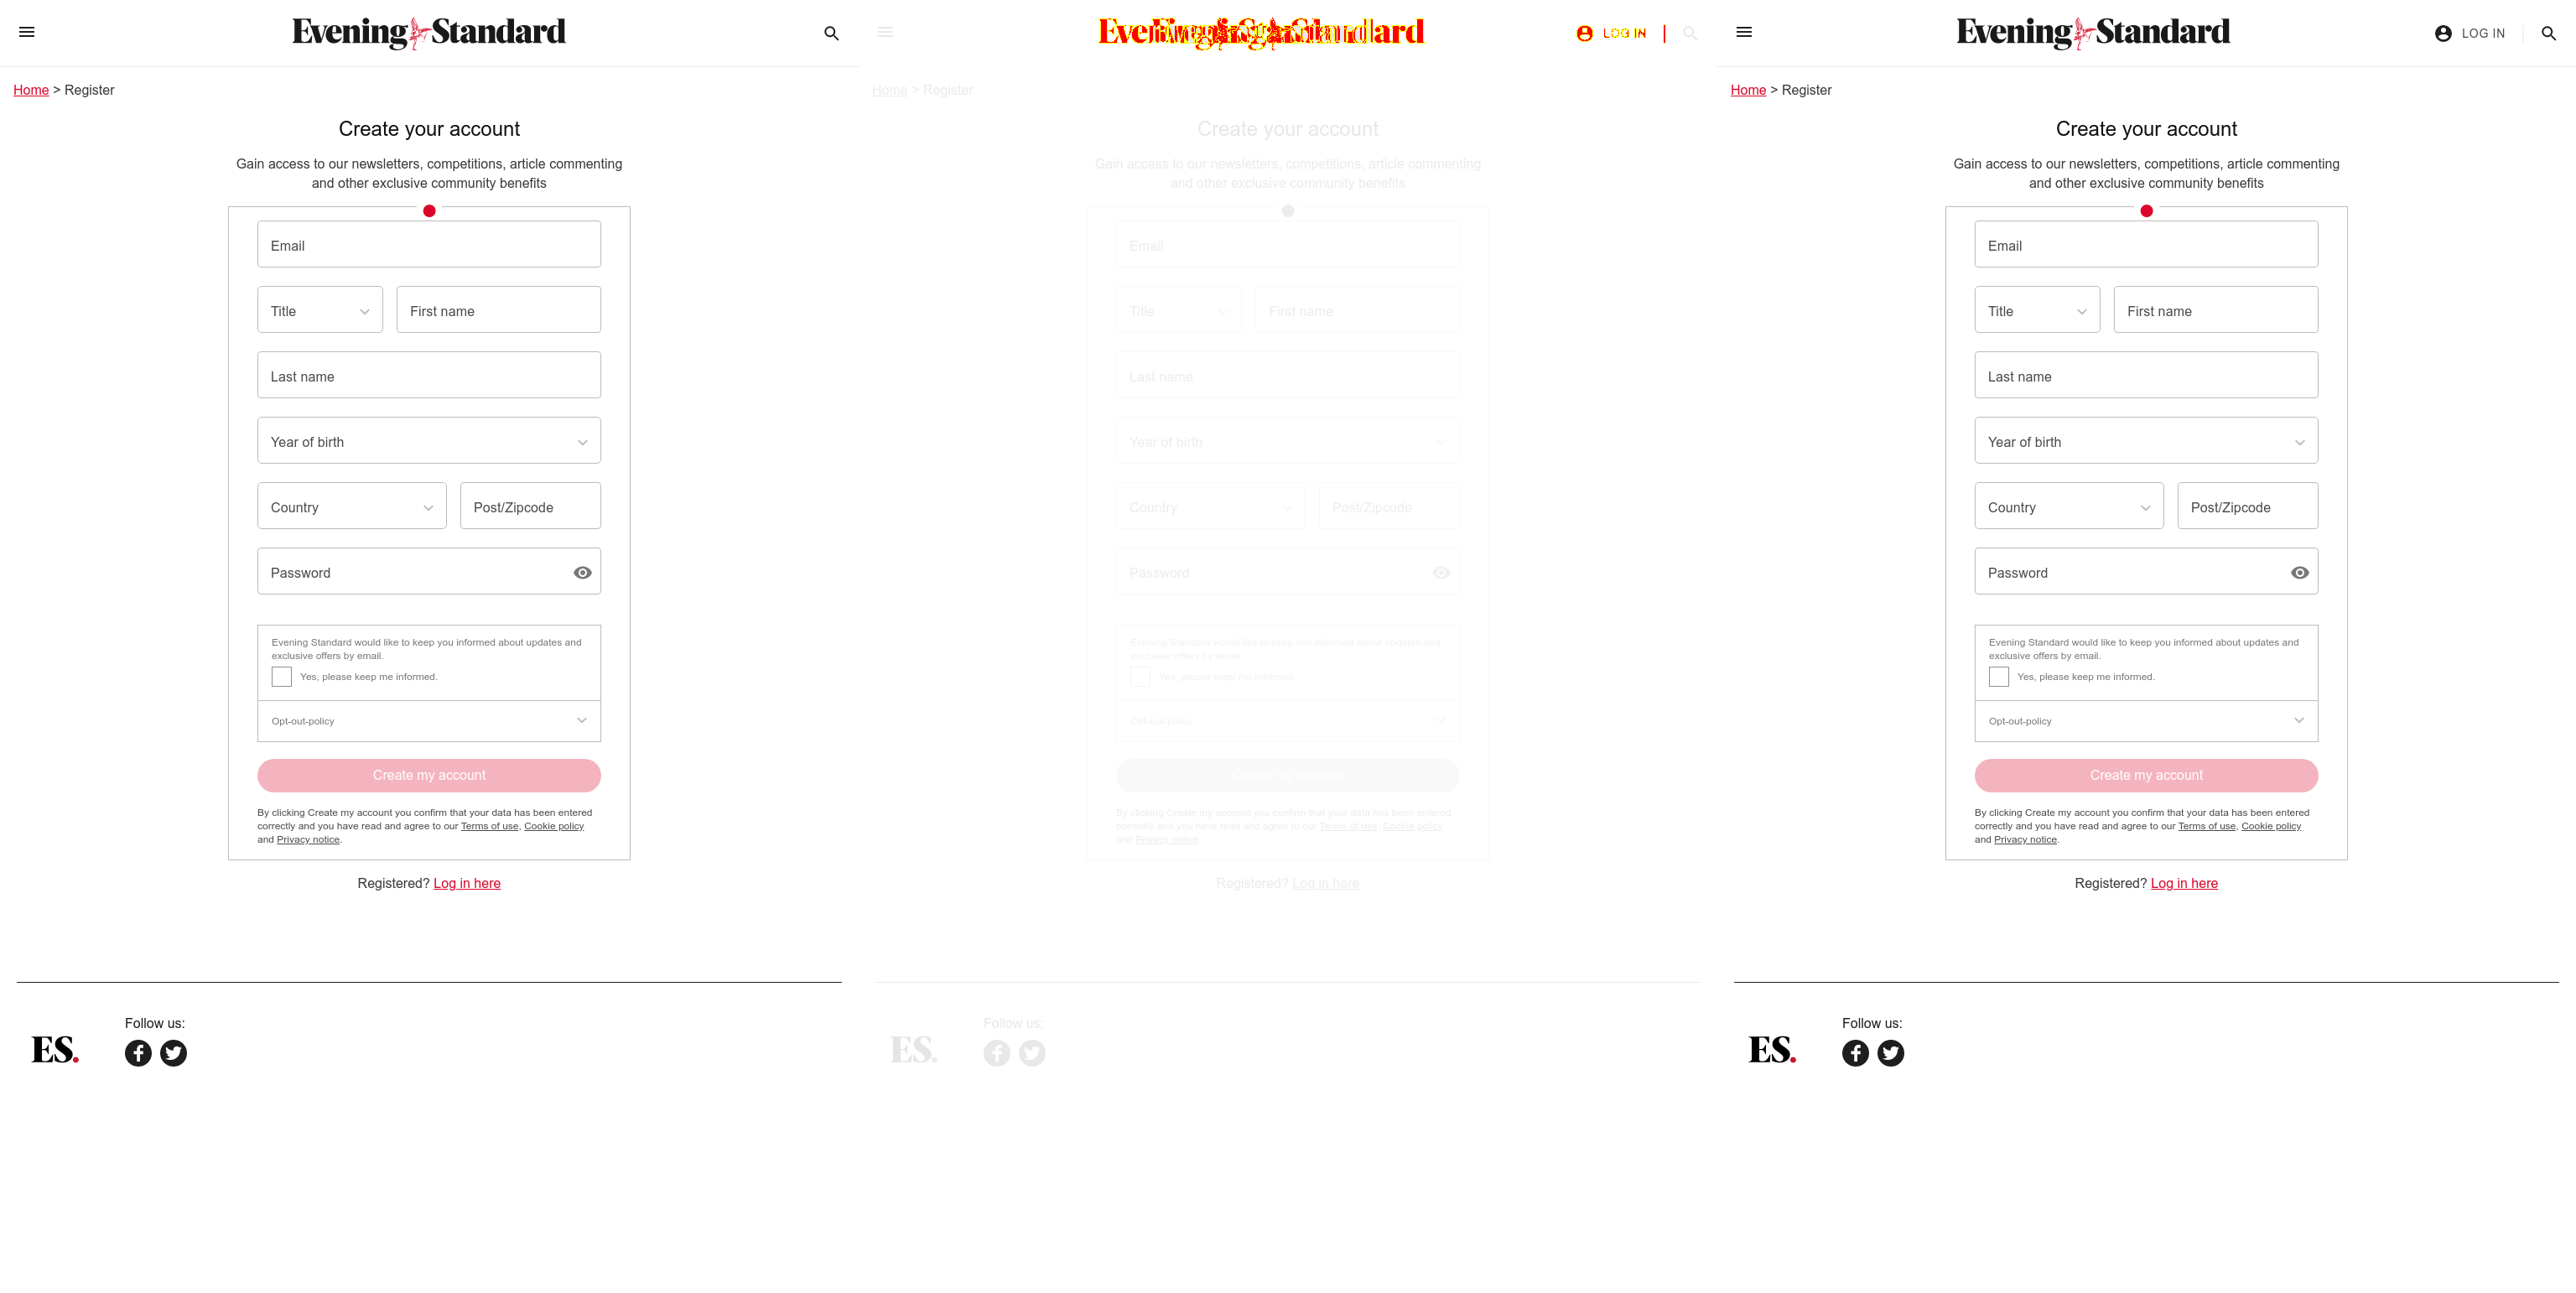 Evening Standard
Home > Register
Create your account
Gain access to our newsletters, competitions, article commenting
and other exclusive community benefits
Email
Title
First name
Last name
Year of birth
Country
Post/Zipcode
Password
Evening Standard would like to keep you informed about updates and
exclusive offers by email.
Yes, please keep me informed.
Opt-out-policy
Create my account
By clicking Create my account you confirm that your data has been entered
correctly and you have read and agree to our Terms of use, Cookie policy
and Privacy notice.
Registered? Log in here
Follow us:
ES.
LOG IN
Home > Register
Create your account
Gain access to our newsletters, competitions, article commenting
and other exclusive community benefits
Email
Title
First name
Last name
Year of birth
Country
Post/Zipcode
Password
Evening Standard would like to keep you informed about updates and
exclusive offers by email.
Yes, please keep me informed.
Opt-out-policy
Create my account
By clicking Create my account you confirm that your data has been entered
correctly and you have read and agree to our Terms of use, Cookie policy
and Privacy notice.
Registered? Log in here
Follow us:
ES.
Evening Standard
LOG IN
Home > Register
Create your account
Gain access to our newsletters, competitions, article commenting
and other exclusive community benefits
Email
Title
First name
Last name
Year of birth
Country
Post/Zipcode
Password
Evening Standard would like to keep you informed about updates and
exclusive offers by email.
Yes, please keep me informed.
Opt-out-policy
Create my account
By clicking Create my account you confirm that your data has been entered
correctly and you have read and agree to our Terms of use, Cookie policy
and Privacy notice.
Registered? Log in here
Follow us:
ES.